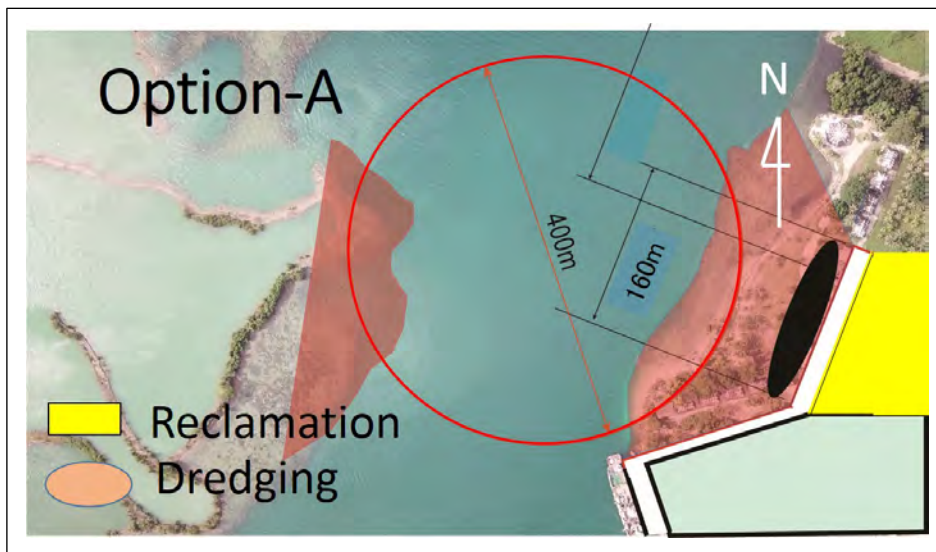 Option-A
N
400m
160m
Reclamation
Dredging